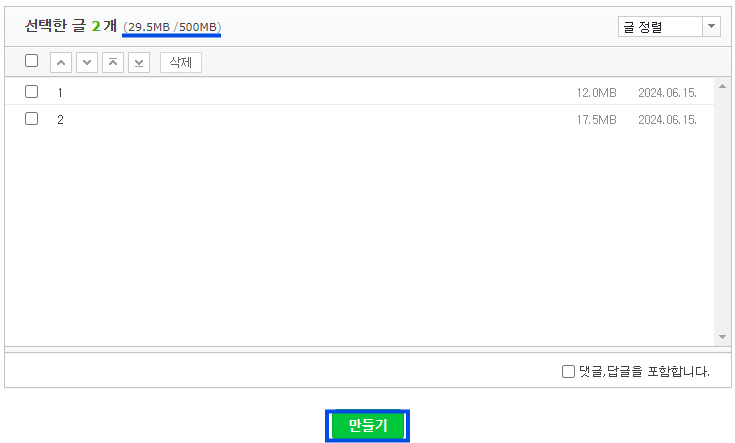 선택한 글 2개 (29.5MB /500MB) 글 정렬
삭제
1 12.0MB 2024.06.15.
2 17.5MB 2024.06.15.
댓글,답글을 포함합니다.
만들기